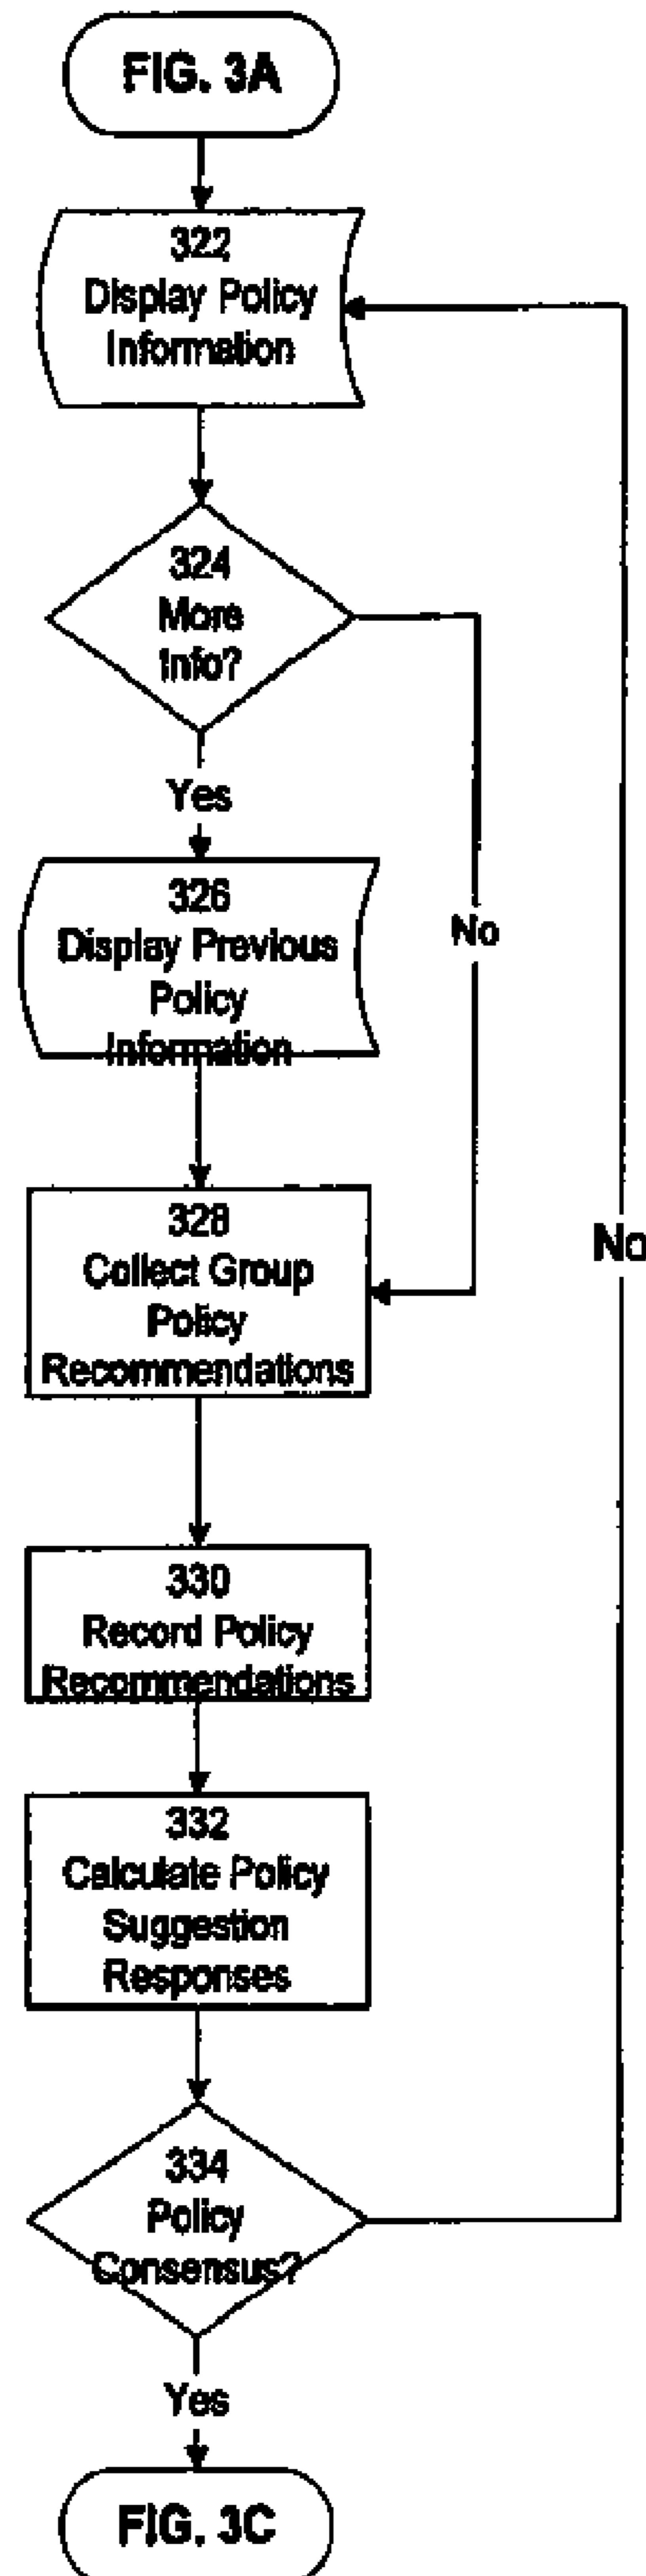 FIG. 3A
322
Display Policy
Information
324
More
Info?
Yes
326
Display Previous
Policy
Information
No
328
Collect Group
Policy
Recommendations
No
330
Record Policy
Recommendations
332
Calculate Policy
Suggestion
Responses
334
Policy
Consensus?
Yes
FIG. 3C